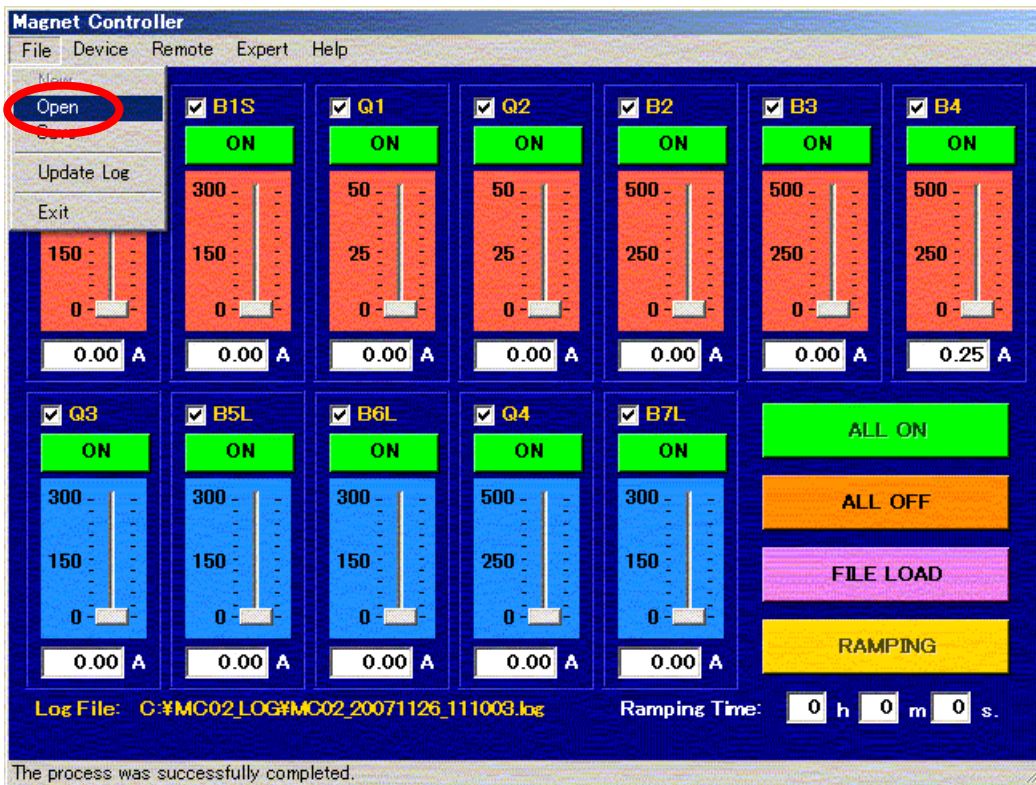 Magnet Controller
File Device Remote Expert Help
New
Open
Save
Update Log
Exit
B1S Q1 Q2 B2 B3 B4
ON ON ON ON ON ON
300 50 50 500 500 500
150 150 25 25 250 250 250
0 0 0 0 0 0 0
0.00 A 0.00 A 0.00 A 0.00 A 0.00 A 0.00 A 0.25 A
Q3 B5L B6L Q4 B7L
ON ON ON ON ON
300 300 300 500 300
150 150 150 250 150
0 0 0 0 0
0.00 A 0.00 A 0.00 A 0.00 A 0.00 A
ALL ON
ALL OFF
FILE LOAD
RAMPING
Log File: C:¥MC02_LOG¥MC02_20071126_111003.log Ramping Time: 0 h 0 m 0 s.
The process was successfully completed.